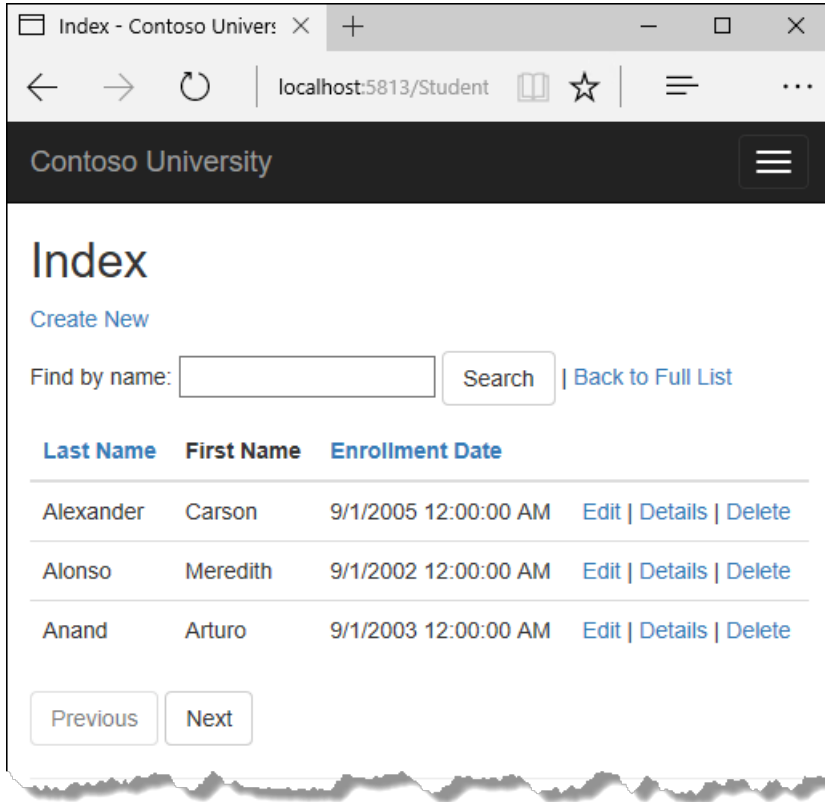 Index - Contoso Univers
localhost:5813/Student
Contoso University
Index
Create New
Find by name: Search | Back to Full List
Last Name First Name Enrollment Date
Alexander Carson 9/1/2005 12:00:00 AM Edit | Details | Delete
Alonso Meredith 9/1/2002 12:00:00 AM Edit | Details | Delete
Anand Arturo 9/1/2003 12:00:00 AM Edit | Details | Delete
Previous Next